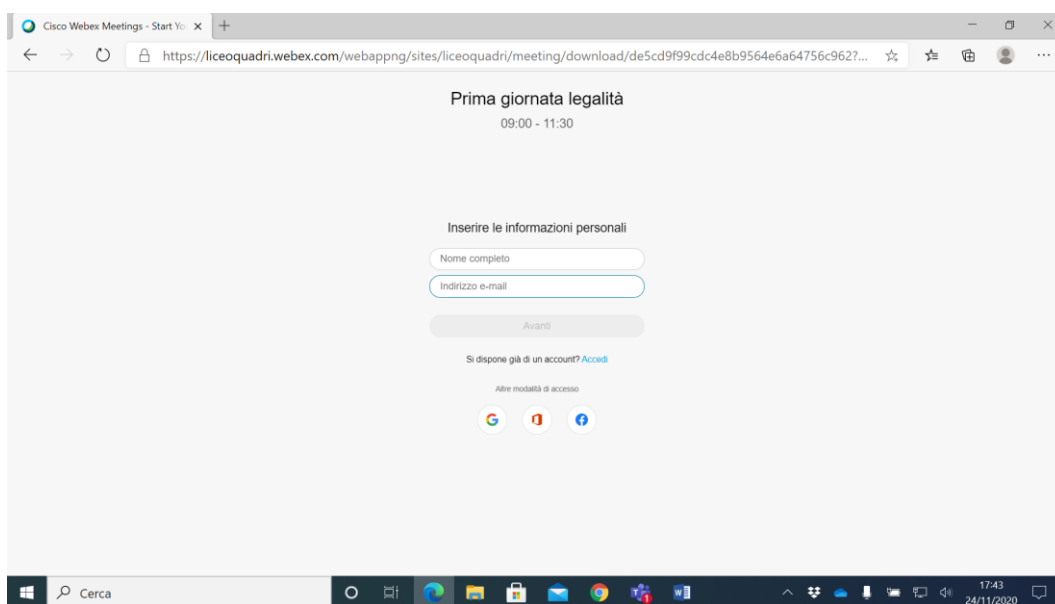 Cisco Webex Meetings - Start Yo
https://liceoquadri.webex.com/webappng/sites/liceoquadri/meeting/download/de5cd9f99cdc4e8b9564e6a64756c962?...
Prima giornata legalità
09:00 - 11:30
Inserire le informazioni personali
Nome completo
Indirizzo e-mail
Avanti
Si dispone già di un account? Accedi
Altre modalità di accesso
Cerca
17:43
24/11/2020